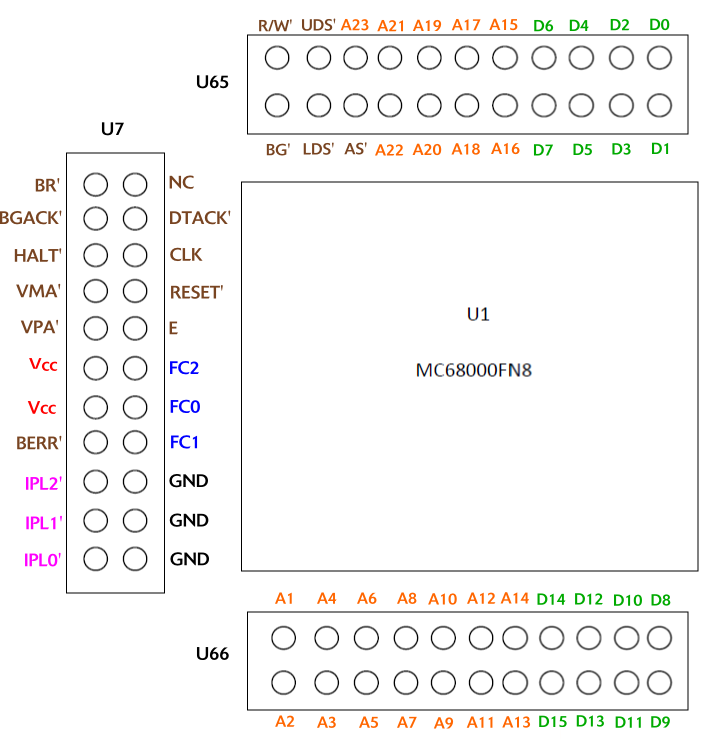 R/W' UDS' A23 A21 A19 A17 A15 D6 D4 D2 D0
U65
BG' LDS' AS' A22 A20 A18 A16 D7 D5 D3 D1
U7
BR' NC
BGACK' DTACK'
HALT' CLK
VMA' RESET'
VPA' E
Vcc FC2
Vcc FC0
BERR' FC1
IPL2' GND
IPL1' GND
IPL0' GND
U1
MC68000FN8
A1 A4 A6 A8 A10 A12 A14 D14 D12 D10 D8
U66
A2 A3 A5 A7 A9 A11 A13 D15 D13 D11 D9